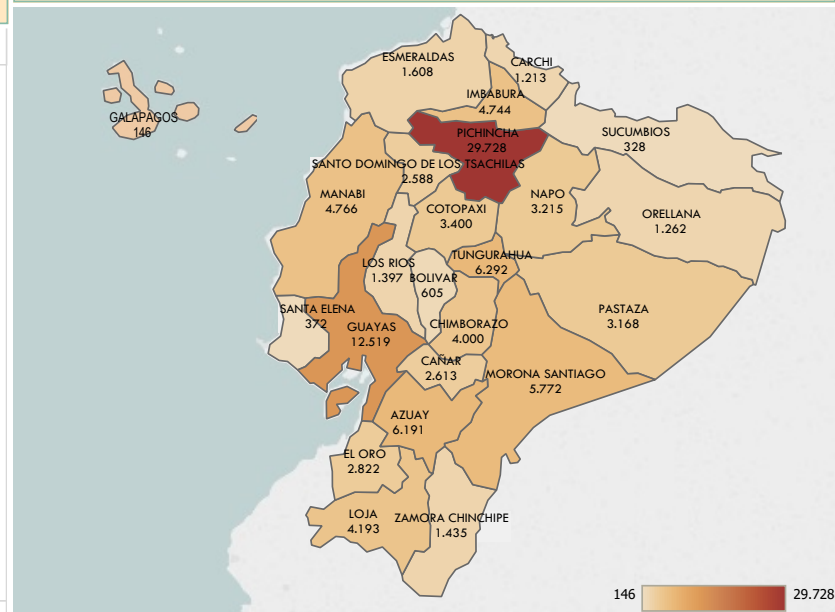 ESMERALDAS
1.608
CARCHI
1.213
IMBABURA
4.744
GALAPAGOS
146
PICHINCHA
29.728
SUCUMBIOS
328
SANTO DOMINGO DE LOS TSACHILAS
2.588
MANABI
4.766
NAPO
3.215
COTOPAXI
3.400
ORELLANA
1.262
TUNGURAHUA
6.292
LOS RIOS
1.397
BOLIVAR
605
SANTA ELENA
372
PASTAZA
3.168
GUAYAS
12.519
CHIMBORAZO
4.000
CAÑAR
2.613
MORONA SANTIAGO
5.772
AZUAY
6.191
EL ORO
2.822
LOJA
4.193
ZAMORA CHINCHIPE
1.435
146 29.728